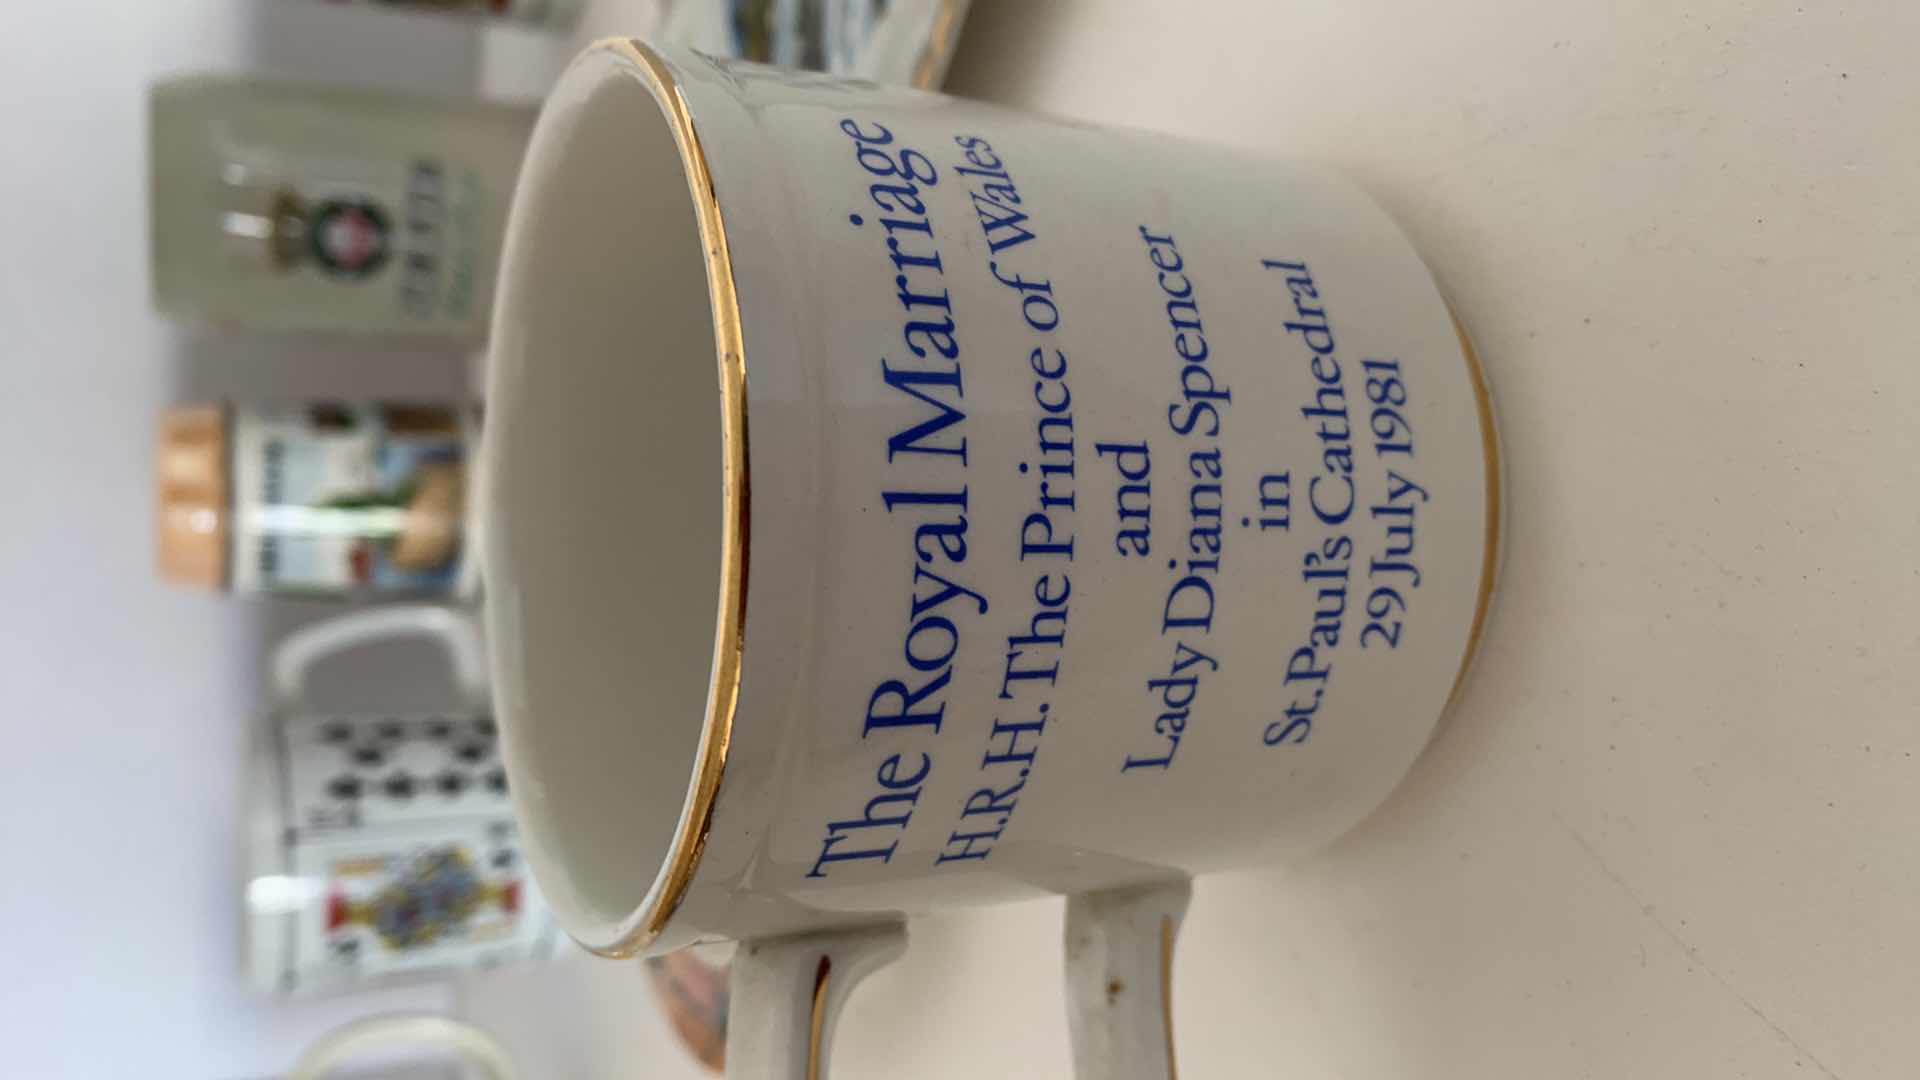 The Royal Marriage
H.R.H. The Prince of Wales
and
Lady Diana Spencer
in
St. Paul's Cathedral
29 July 1981